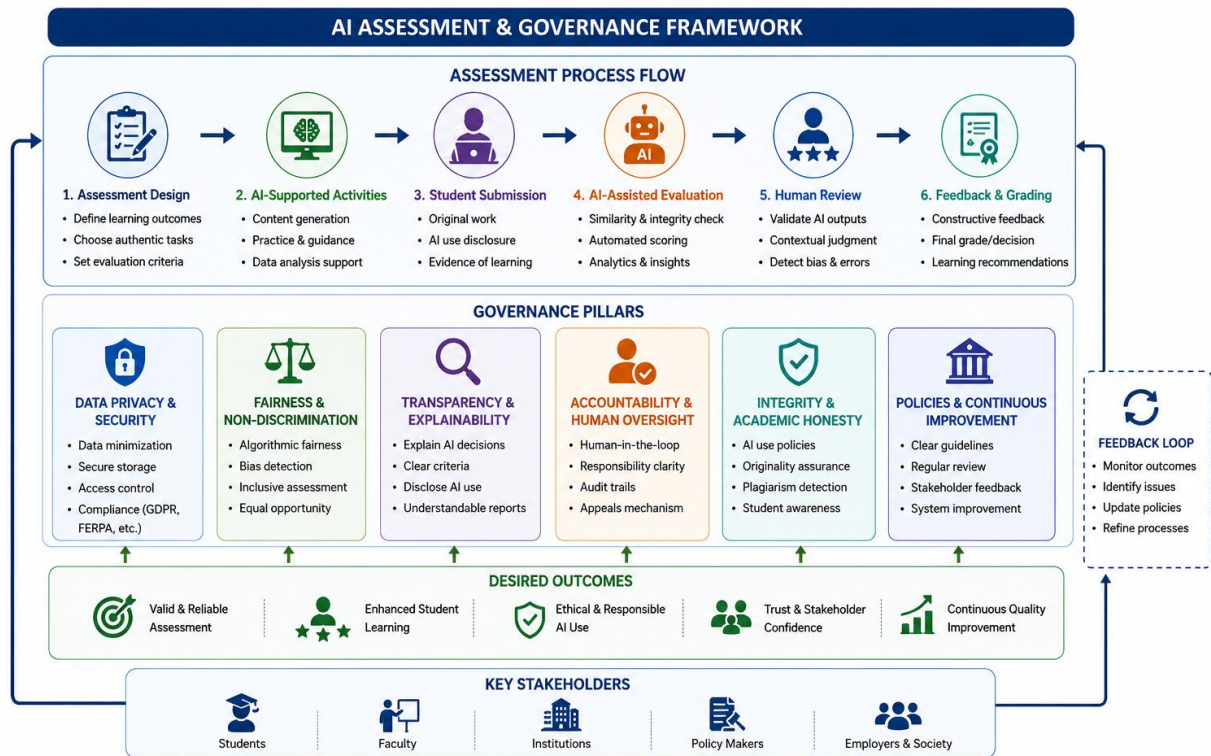 AI ASSESSMENT & GOVERNANCE FRAMEWORK
ASSESSMENT PROCESS FLOW
AI
1. Assessment Design
• Define learning outcomes
• Choose authentic tasks
• Set evaluation criteria
2. AI-Supported Activities
• Content generation
• Practice & guidance
• Data analysis support
3. Student Submission
• Original work
• AI use disclosure
• Evidence of learning
4. AI-Assisted Evaluation
• Similarity & integrity check
• Automated scoring
• Analytics & insights
5. Human Review
• Validate AI outputs
• Contextual judgment
• Detect bias & errors
6. Feedback & Grading
• Constructive feedback
• Final grade/decision
• Learning recommendations
GOVERNANCE PILLARS
DATA PRIVACY &
SECURITY
• Data minimization
• Secure storage
• Access control
• Compliance (GDPR,
FERPA, etc.)
FAIRNESS &
NON-DISCRIMINATION
• Algorithmic fairness
• Bias detection
• Inclusive assessment
• Equal opportunity
TRANSPARENCY &
EXPLAINABILITY
• Explain AI decisions
• Clear criteria
• Disclose AI use
• Understandable reports
ACCOUNTABILITY &
HUMAN OVERSIGHT
• Human-in-the-loop
• Responsibility clarity
• Audit trails
• Appeals mechanism
INTEGRITY &
ACADEMIC HONESTY
• AI use policies
• Originality assurance
• Plagiarism detection
• Student awareness
POLICIES & CONTINUOUS
IMPROVEMENT
• Clear guidelines
• Regular review
• Stakeholder feedback
• System improvement
FEEDBACK LOOP
• Monitor outcomes
• Identify issues
• Update policies
• Refine processes
DESIRED OUTCOMES
Valid & Reliable
Assessment
Enhanced Student
Learning
Ethical & Responsible
AI Use
Trust & Stakeholder
Confidence
Continuous Quality
Improvement
KEY STAKEHOLDERS
Students
Faculty
Institutions
Policy Makers
Employers & Society